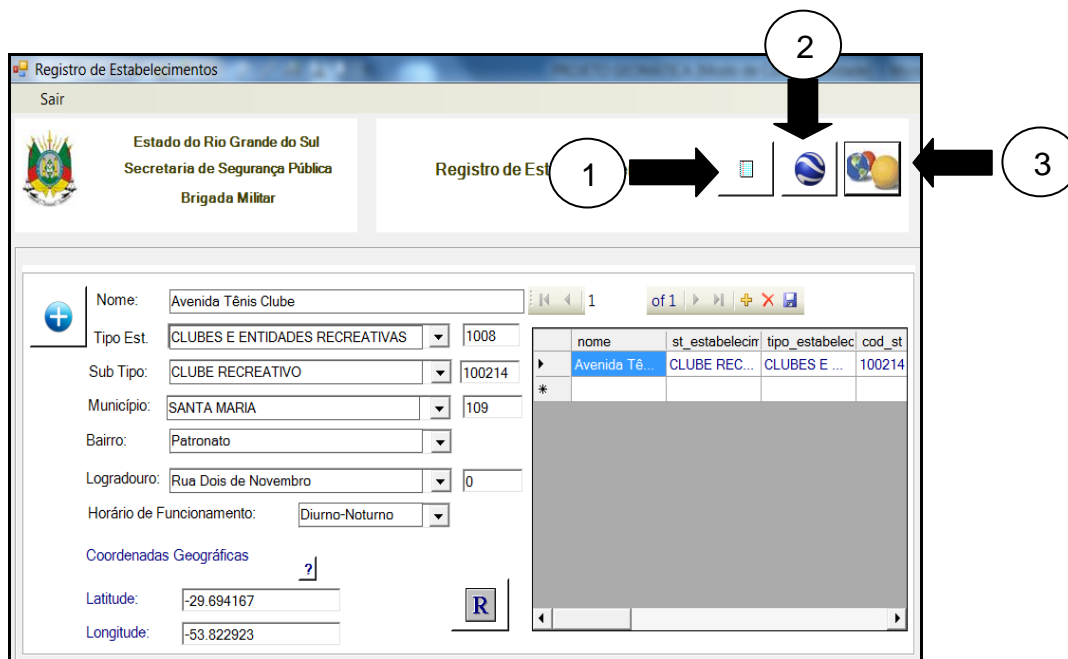 2
Registro de Estabelecimentos
Sair
Estado do Rio Grande do Sul
Secretaria de Segurança Pública
Brigada Militar
Registro de Est
1
3
Nome: Avenida Tênis Clube
1 of 1
Tipo Est. CLUBES E ENTIDADES RECREATIVAS 1008
nome st_estabelecim tipo_estabelec cod_st
Sub Tipo: CLUBE RECREATIVO 100214
Avenida Tê... CLUBE REC... CLUBES E ... 100214
Município: SANTA MARIA 109
Bairro: Patronato
Logradouro: Rua Dois de Novembro 0
Horário de Funcionamento: Diurno-Noturno
Coordenadas Geográficas ?
Latitude: -29.694167
R
Longitude: -53.822923